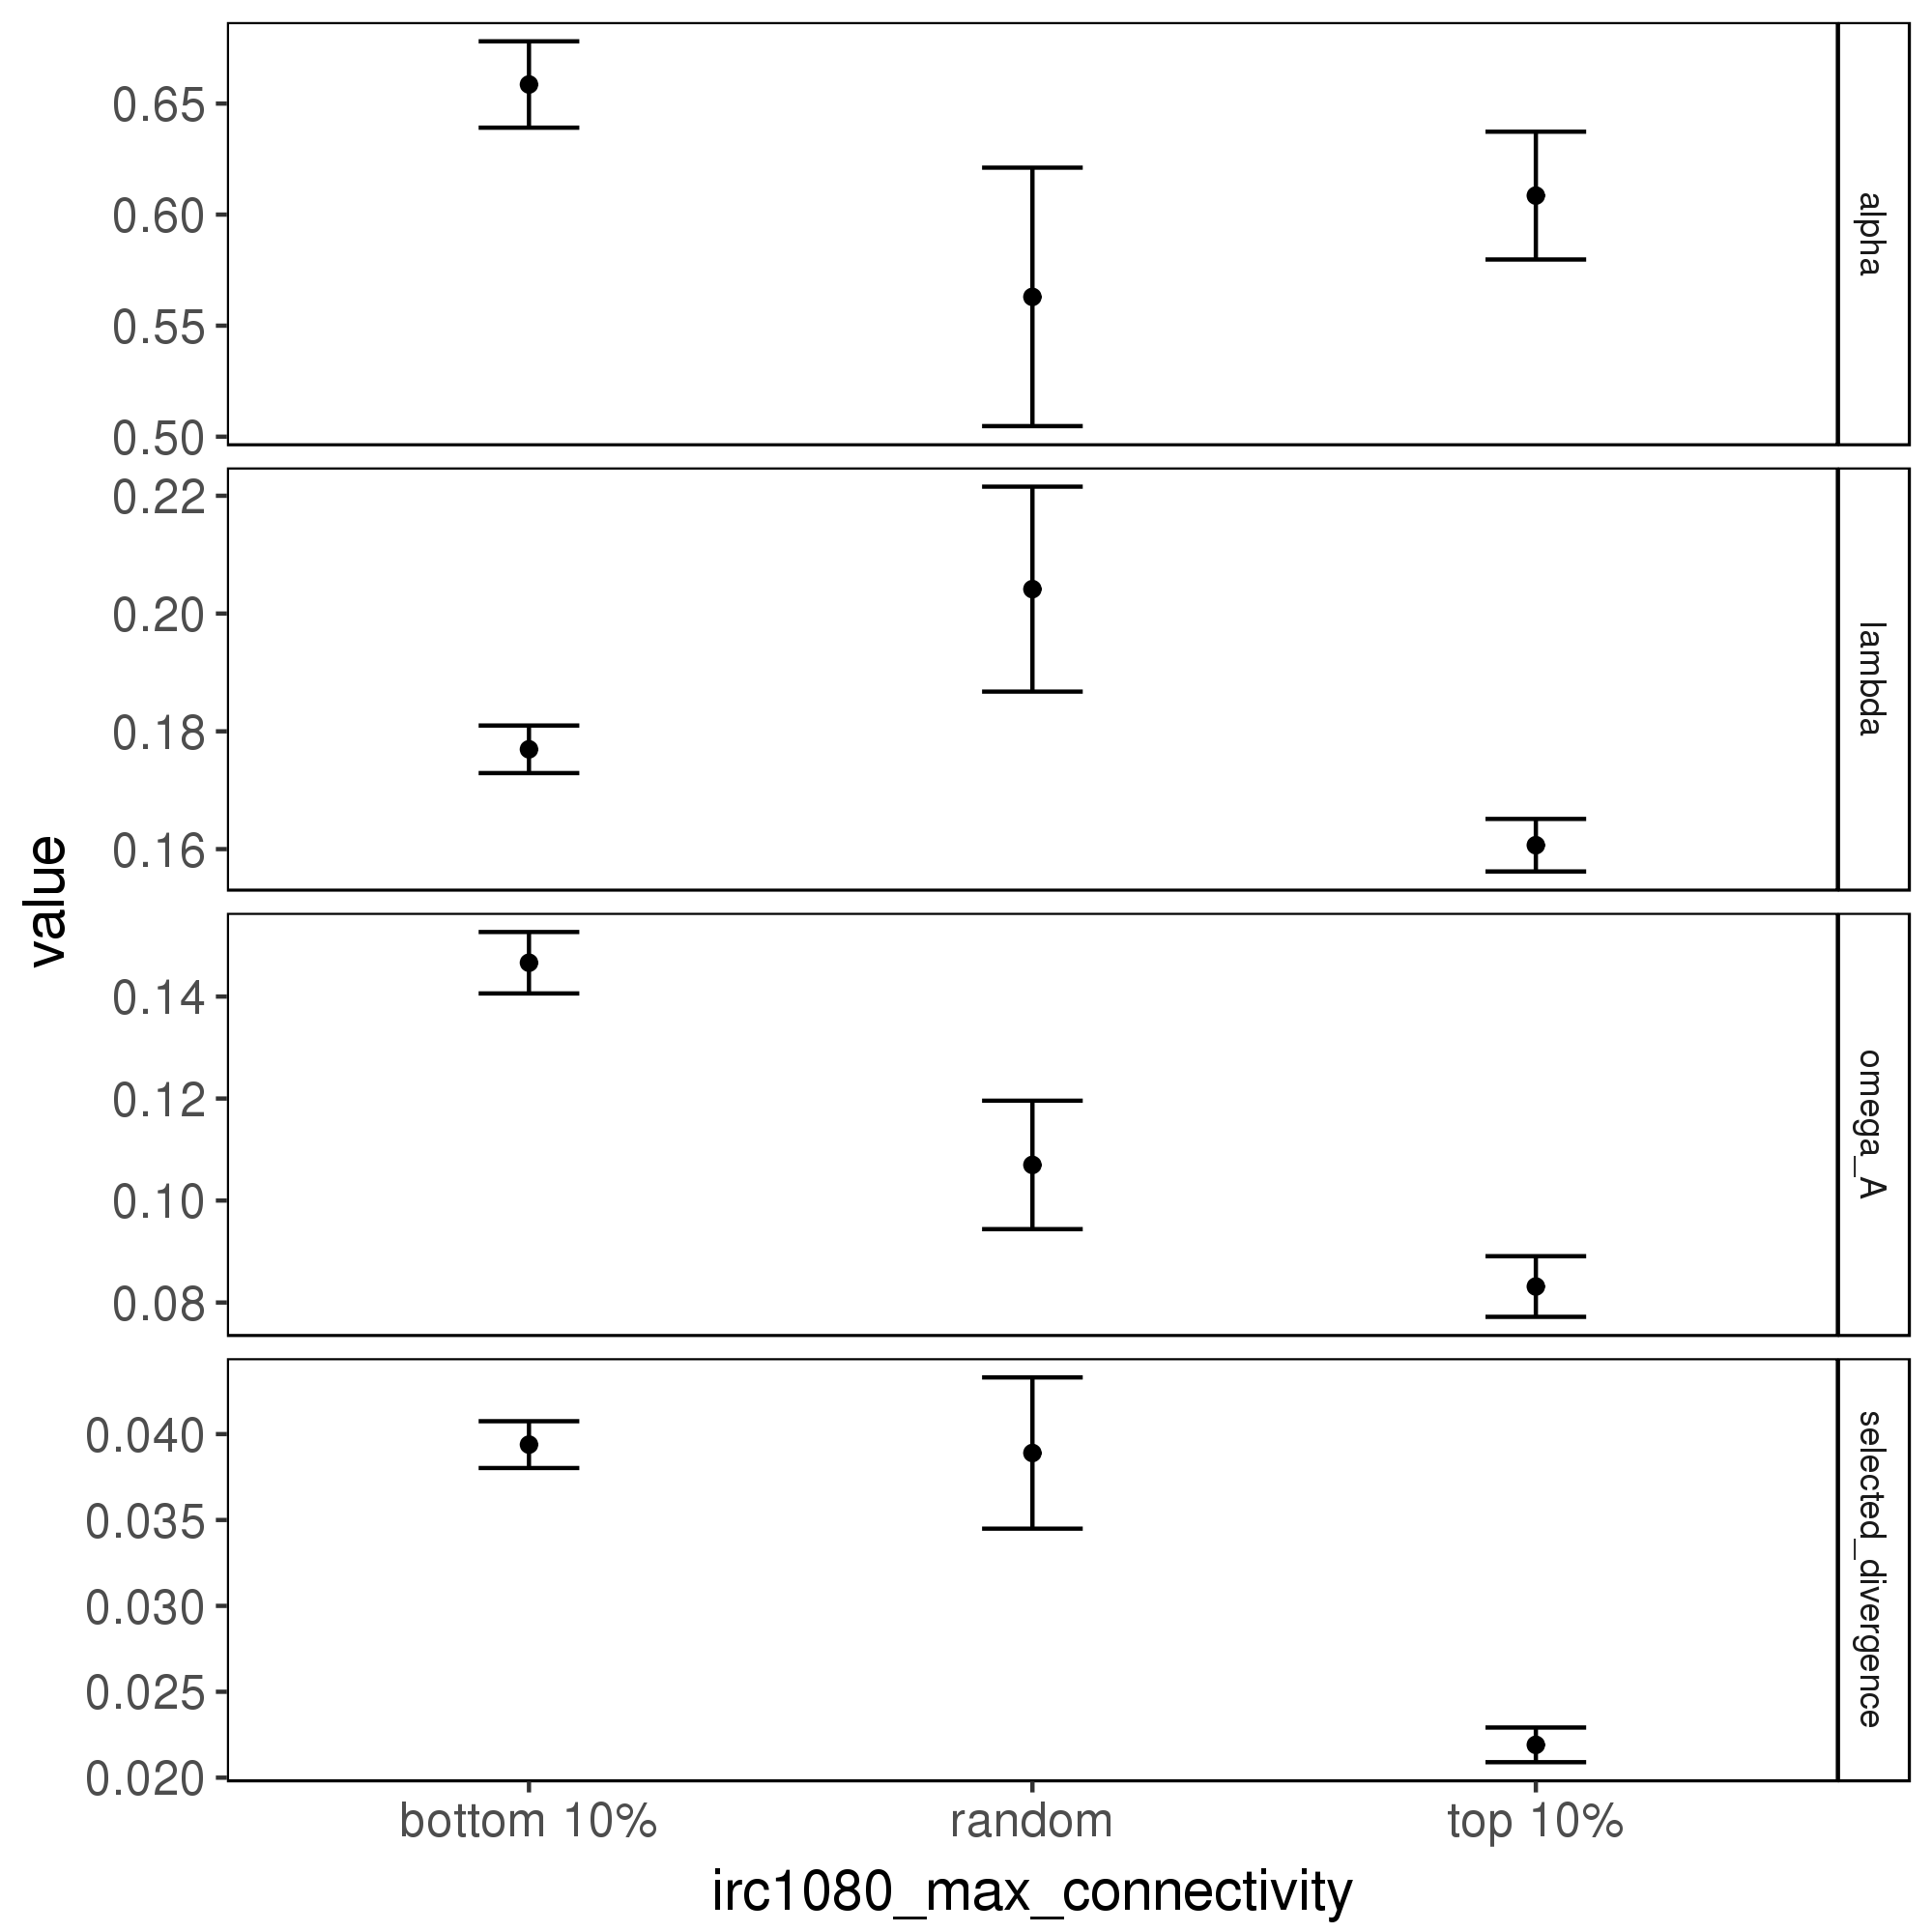 value
0.65
0.60
0.55
0.50
alpha
0.22
0.20
0.18
0.16
lambda
0.14
0.12
0.10
0.08
omega_A
0.040
0.035
0.030
0.025
0.020
selected_divergence
bottom 10%
random
top 10%
irc1080_max_connectivity